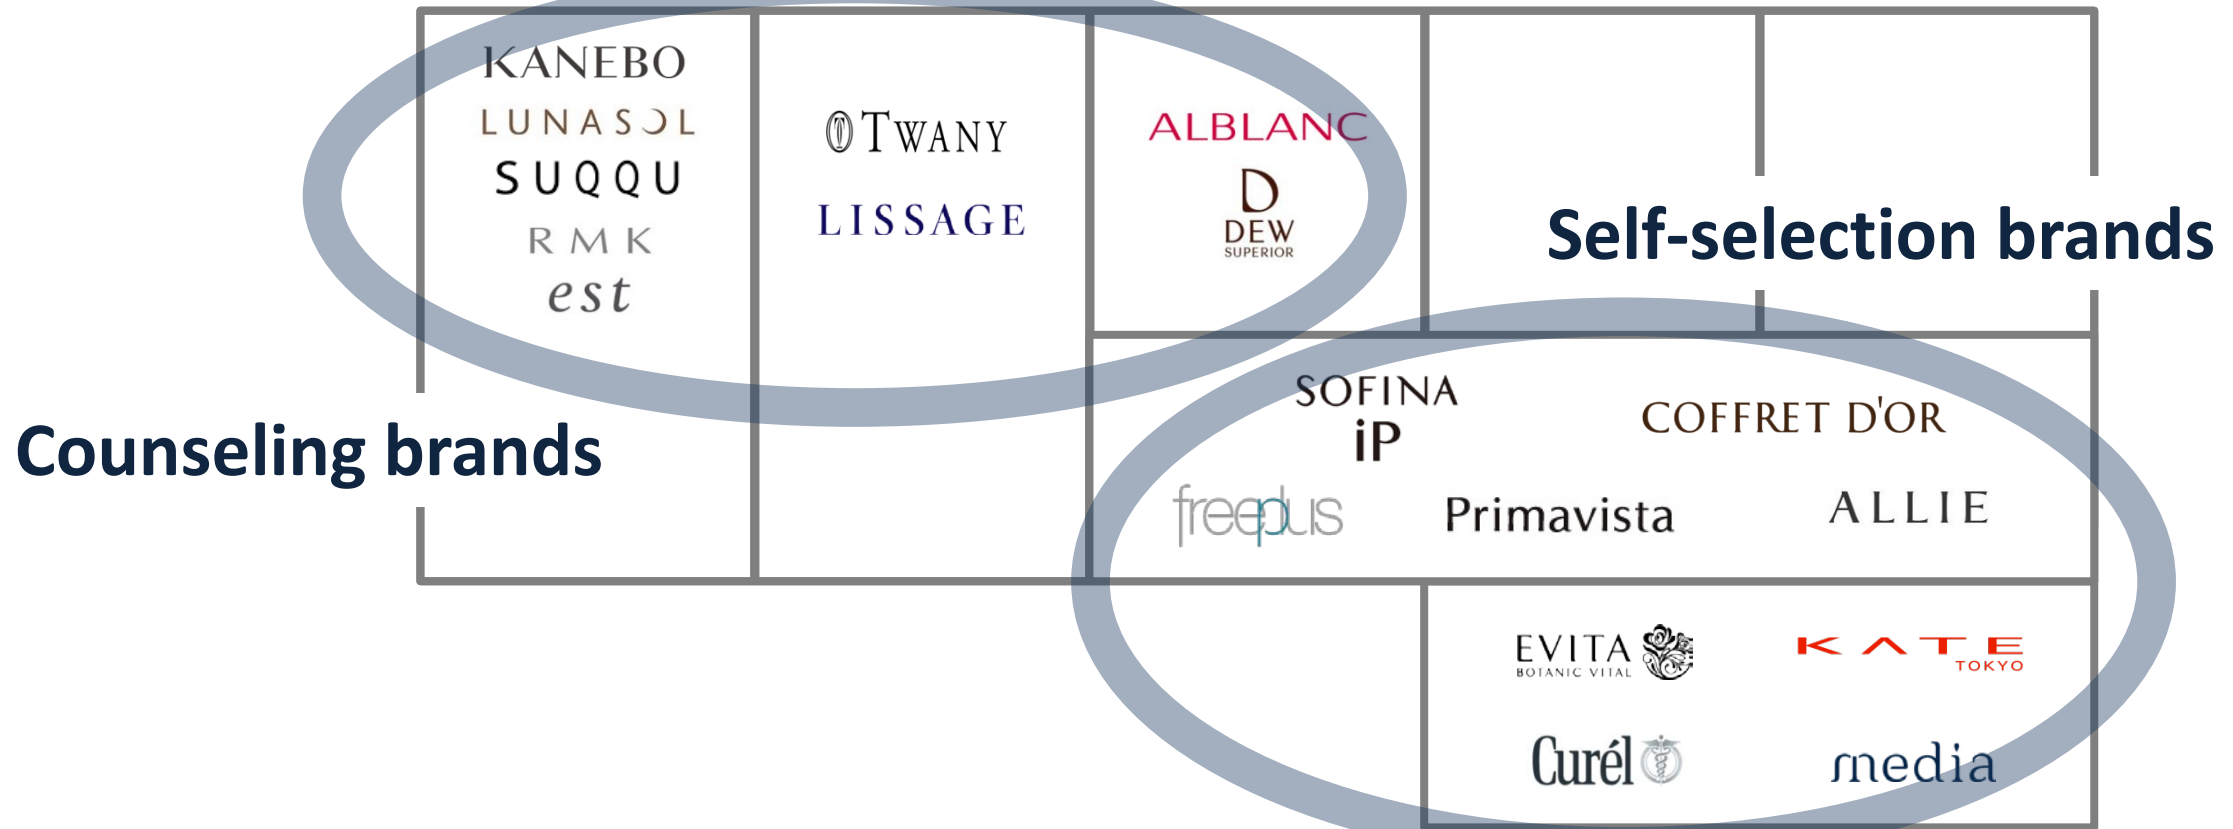 KANEBO
LUNASOL
SUQQU
RMK
est
TWANY
LISSAGE
ALBLANC
D
DEW
SUPERIOR
Self-selection brands
Counseling brands
SOFINA
iP
COFFRET D'OR
freeplus
Primavista
ALLIE
EVITA
BOTANIC VITAL
KATE
TOKYO
Curél
media